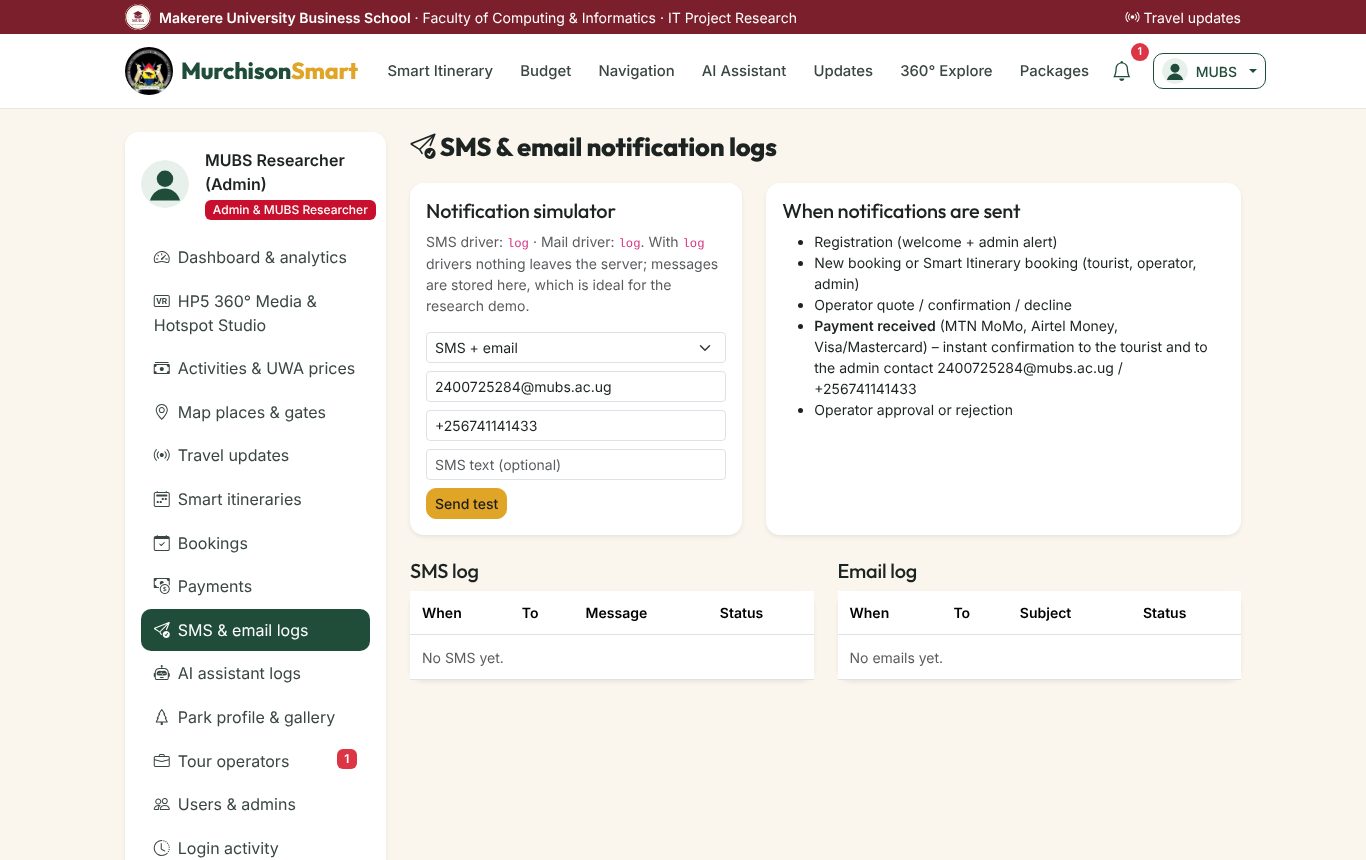 Makerere University Business School · Faculty of Computing & Informatics · IT Project Research
Travel updates
MurchisonSmart
Smart Itinerary
Budget
Navigation
AI Assistant
Updates
360° Explore
Packages
1
MUBS
MUBS Researcher
(Admin)
Admin & MUBS Researcher
Dashboard & analytics
HP5 360° Media &
Hotspot Studio
Activities & UWA prices
Map places & gates
Travel updates
Smart itineraries
Bookings
Payments
SMS & email logs
AI assistant logs
Park profile & gallery
Tour operators
1
Users & admins
Login activity
SMS & email notification logs
Notification simulator
SMS driver: log · Mail driver: log. With log
drivers nothing leaves the server; messages
are stored here, which is ideal for the
research demo.
SMS + email
2400725284@mubs.ac.ug
+256741141433
SMS text (optional)
Send test
When notifications are sent
Registration (welcome + admin alert)
New booking or Smart Itinerary booking (tourist, operator,
admin)
Operator quote / confirmation / decline
Payment received (MTN MoMo, Airtel Money,
Visa/Mastercard) – instant confirmation to the tourist and to
the admin contact 2400725284@mubs.ac.ug /
+256741141433
Operator approval or rejection
SMS log
When To Message Status
No SMS yet.
Email log
When To Subject Status
No emails yet.